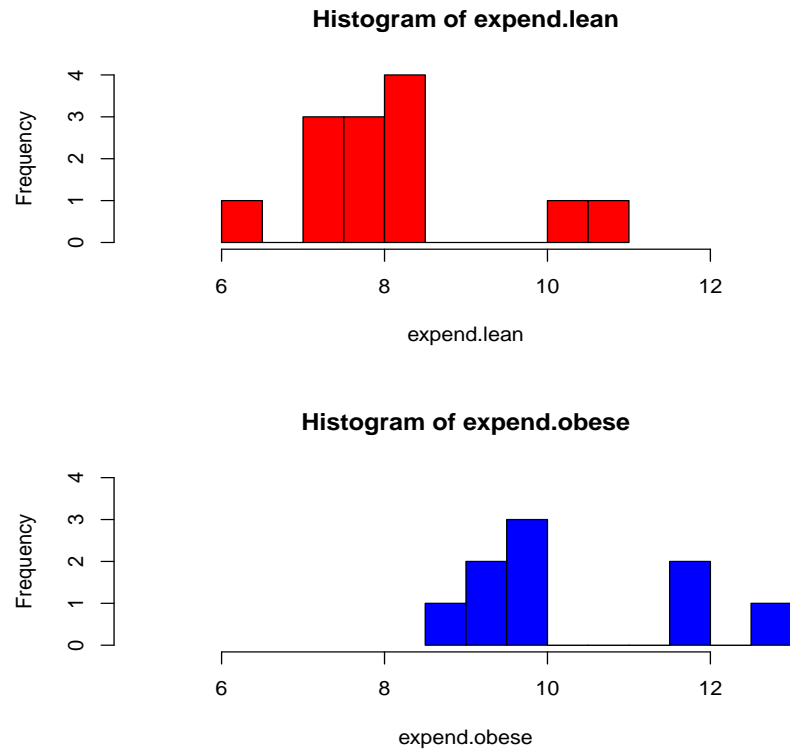 Histogram of expend.lean
Frequency
4
3
2
1
0
6 8 10 12
expend.lean
Histogram of expend.obese
Frequency
4
3
2
1
0
6 8 10 12
expend.obese